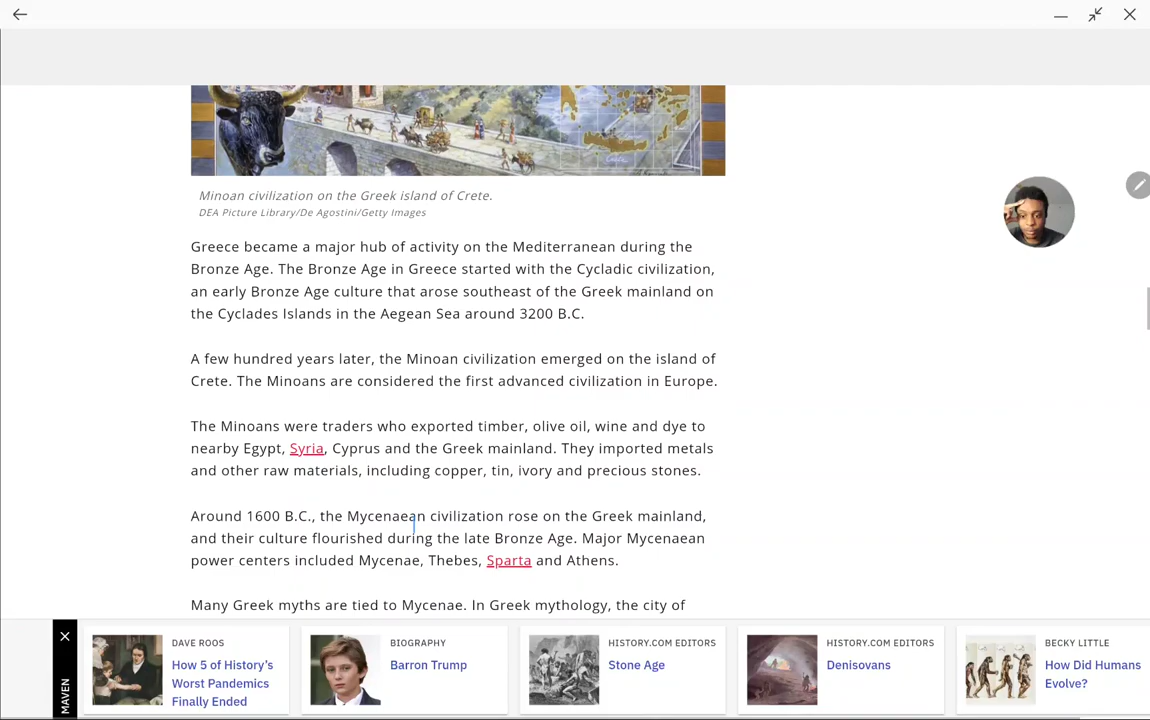 Minoan civilization on the Greek island of Crete.
DEA Picture Library/De Agostini/Getty Images
Greece became a major hub of activity on the Mediterranean during the
Bronze Age. The Bronze Age in Greece started with the Cycladic civilization,
an early Bronze Age culture that arose southeast of the Greek mainland on
the Cyclades Islands in the Aegean Sea around 3200 B.C.
A few hundred years later, the Minoan civilization emerged on the island of
Crete. The Minoans are considered the first advanced civilization in Europe.
The Minoans were traders who exported timber, olive oil, wine and dye to
nearby Egypt, Syria, Cyprus and the Greek mainland. They imported metals
and other raw materials, including copper, tin, ivory and precious stones.
Around 1600 B.C., the Mycenaean civilization rose on the Greek mainland,
and their culture flourished during the late Bronze Age. Major Mycenaean
power centers included Mycenae, Thebes, Sparta and Athens.
Many Greek myths are tied to Mycenae. In Greek mythology, the city of
MAVEN
DAVE ROOS
How 5 of History's
Worst Pandemics
Finally Ended
BIOGRAPHY
Barron Trump
HISTORY.COM EDITORS
Stone Age
HISTORY.COM EDITORS
Denisovans
BECKY LITTLE
How Did Humans
Evolve?